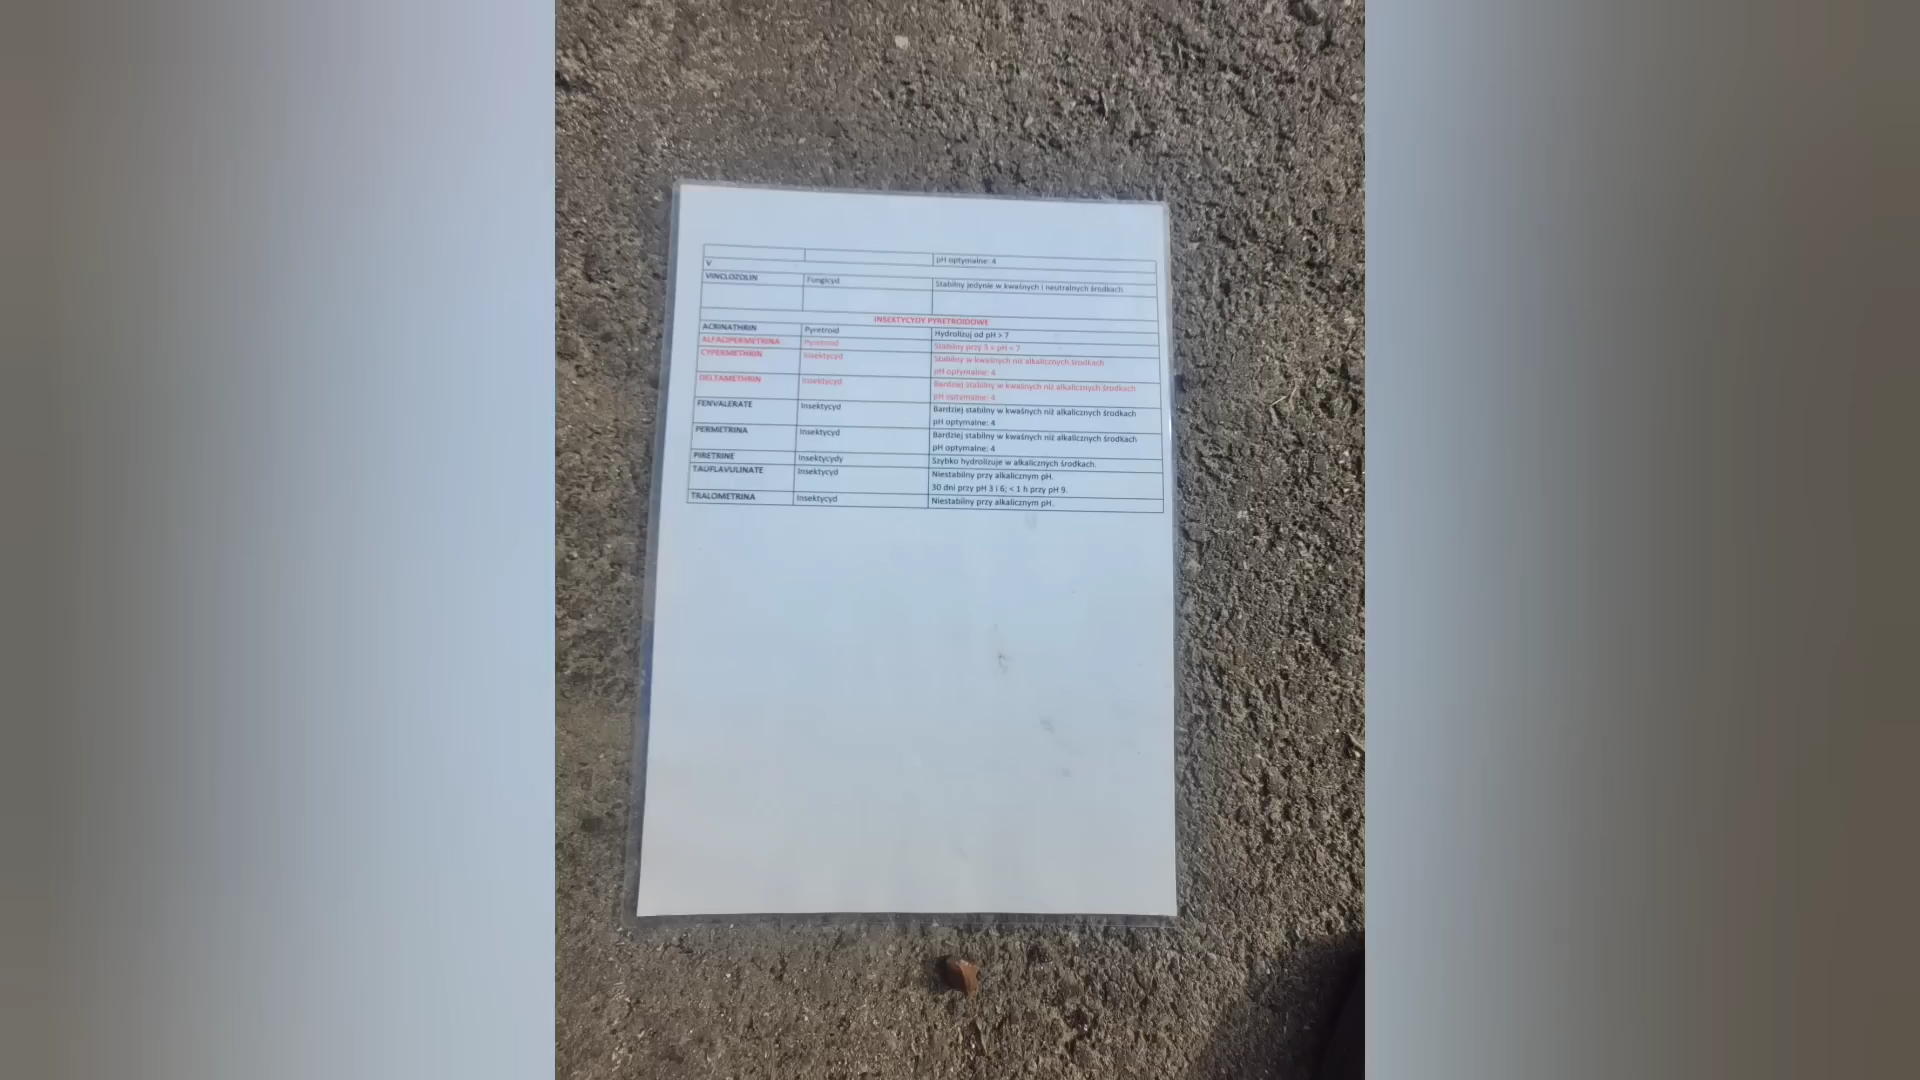 pH optymalne: 4
V
VINCLOZOLIN Fungicyd Stabilny jedynie w kwaśnych i neutralnych środkach
INSEKTYCYDY PYRETROIDOWE
ACRINATHRIN Pyretroid Hydrolizuj od pH > 7
ALFACIPERMETRINA Pyretroid Stabilny przy 3 < pH < 7
CYPERMETHRIN Insektycyd Stabilny w kwaśnych niż alkalicznych środkach
pH optymalne: 4
DELTAMETHRIN Insektycyd Bardziej stabilny w kwaśnych niż alkalicznych środkach
pH optymalne: 4
FENVALERATE Insektycyd Bardziej stabilny w kwaśnych niż alkalicznych środkach
pH optymalne: 4
PERMETRINA Insektycyd Bardziej stabilny w kwaśnych niż alkalicznych środkach
pH optymalne: 4
PIRETRINE Insektycydy Szybko hydrolizuje w alkalicznych środkach.
TAUFLAVULINATE Insektycyd Niestabilny przy alkalicznym pH.
30 dni przy pH 3 i 6; < 1 h przy pH 9.
TRALOMETRINA Insektycyd Niestabilny przy alkalicznym pH.